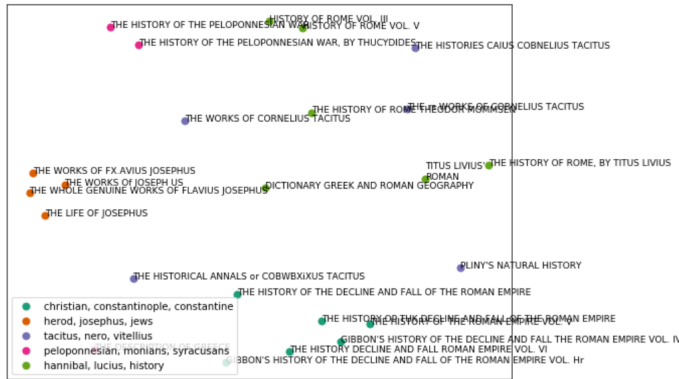 HISTORY OF ROME VOL. III
THE HISTORY OF THE PELOPONNESIAN WAR
HISTORY OF ROME VOL. V
THE HISTORY OF THE PELOPONNESIAN WAR, BY THUCYDIDES
THE HISTORIES CAIUS COBNELIUS TACITUS
THE WORKS OF CORNELIUS TACITUS
THE HISTORY OF ROME THEODOR MOMMSEN
THE WORKS OF CORNELIUS TACITUS
TITUS LIVIUS'
ROMAN
THE HISTORY OF ROME, BY TITUS LIVIUS
THE WORKS OF FX.AVIUS JOSEPHUS
THE WORKS Of JOSEPH US
THE WHOLE GENUINE WORKS OF FLAVIUS JOSEPHUS
DICTIONARY GREEK AND ROMAN GEOGRAPHY
THE LIFE OF JOSEPHUS
PLINY'S NATURAL HISTORY
THE HISTORICAL ANNALS or COBWBXiXUS TACITUS
THE HISTORY OF THE DECLINE AND FALL OF THE ROMAN EMPIRE
THE HISTORY OP THK DECLINE AND FALL OF THE ROMAN EMPIRE
THE HISTORY OF THE ROMAN EMPIRE VOL. V
GIBBON'S HISTORY OF THE DECLINE AND FALL THE ROMAN EMPIRE VOL. IV
THE HISTORY DECLINE AND FALL ROMAN EMPIRE VOL. VI
GIBBON'S HISTORY OF THE DECLINE AND FALL OF THE ROMAN EMPIRE VOL. Hr
DESCRIPTION OF GREECE
christian, constantinople, constantine
herod, josephus, jews
tacitus, nero, vitellius
peloponnesian, monians, syracusans
hannibal, lucius, history